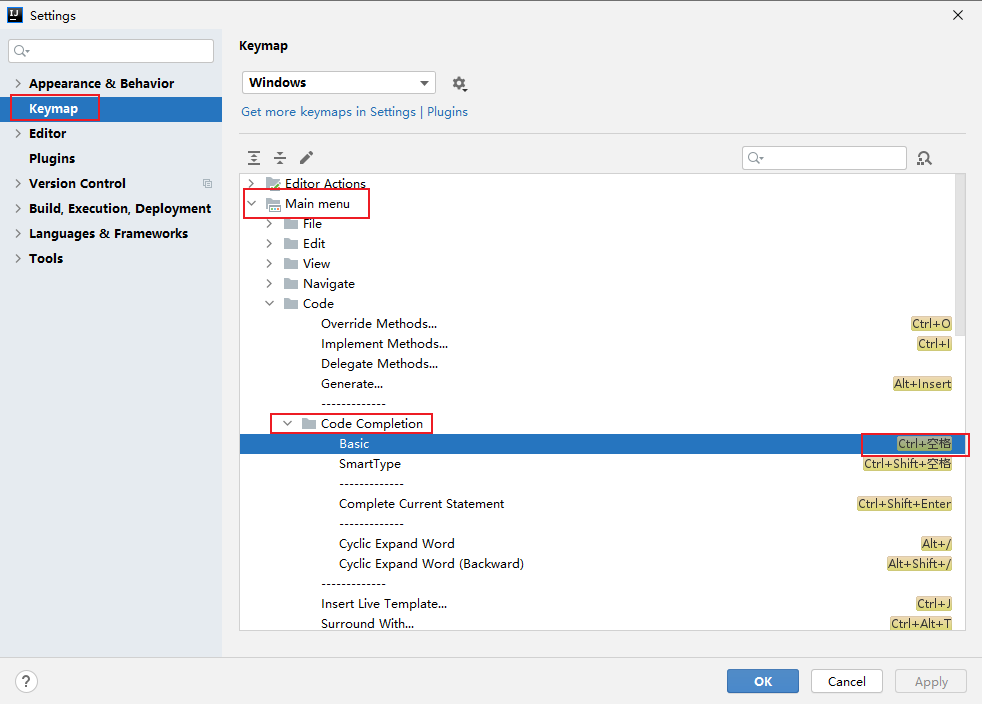 Settings
Keymap
Appearance & Behavior
Keymap
Editor
Plugins
Version Control
Build, Execution, Deployment
Languages & Frameworks
Tools
Windows
Get more keymaps in Settings | Plugins
Editor Actions
Main menu
File
Edit
View
Navigate
Code
Override Methods... Ctrl+O
Implement Methods... Ctrl+I
Delegate Methods...
Generate... Alt+Insert
-------------
Code Completion
Basic Ctrl+空格
SmartType Ctrl+Shift+空格
-------------
Complete Current Statement Ctrl+Shift+Enter
-------------
Cyclic Expand Word Alt+/
Cyclic Expand Word (Backward) Alt+Shift+/
-------------
Insert Live Template... Ctrl+J
Surround With... Ctrl+Alt+T
?
OK
Cancel
Apply